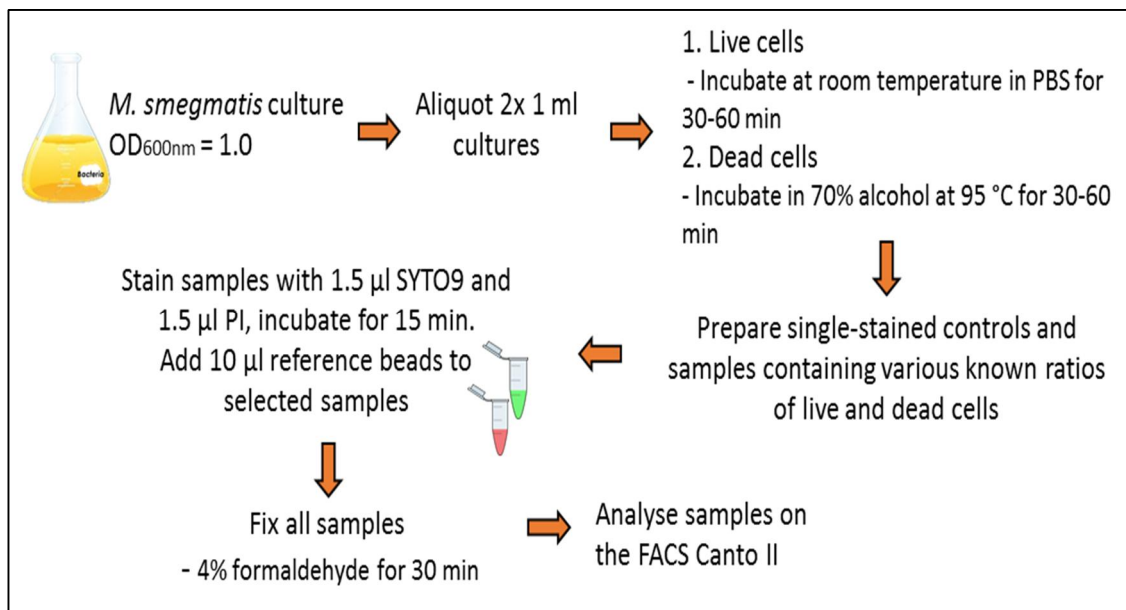 M. smegmatis culture
OD600nm = 1.0
Bacteria
Aliquot 2x 1 ml
cultures
1. Live cells
- Incubate at room temperature in PBS for
30-60 min
2. Dead cells
- Incubate in 70% alcohol at 95 °C for 30-60
min
Prepare single-stained controls and
samples containing various known ratios
of live and dead cells
Stain samples with 1.5 µl SYTO9 and
1.5 µl PI, incubate for 15 min.
Add 10 µl reference beads to
selected samples
Fix all samples
- 4% formaldehyde for 30 min
Analyse samples on
the FACS Canto II